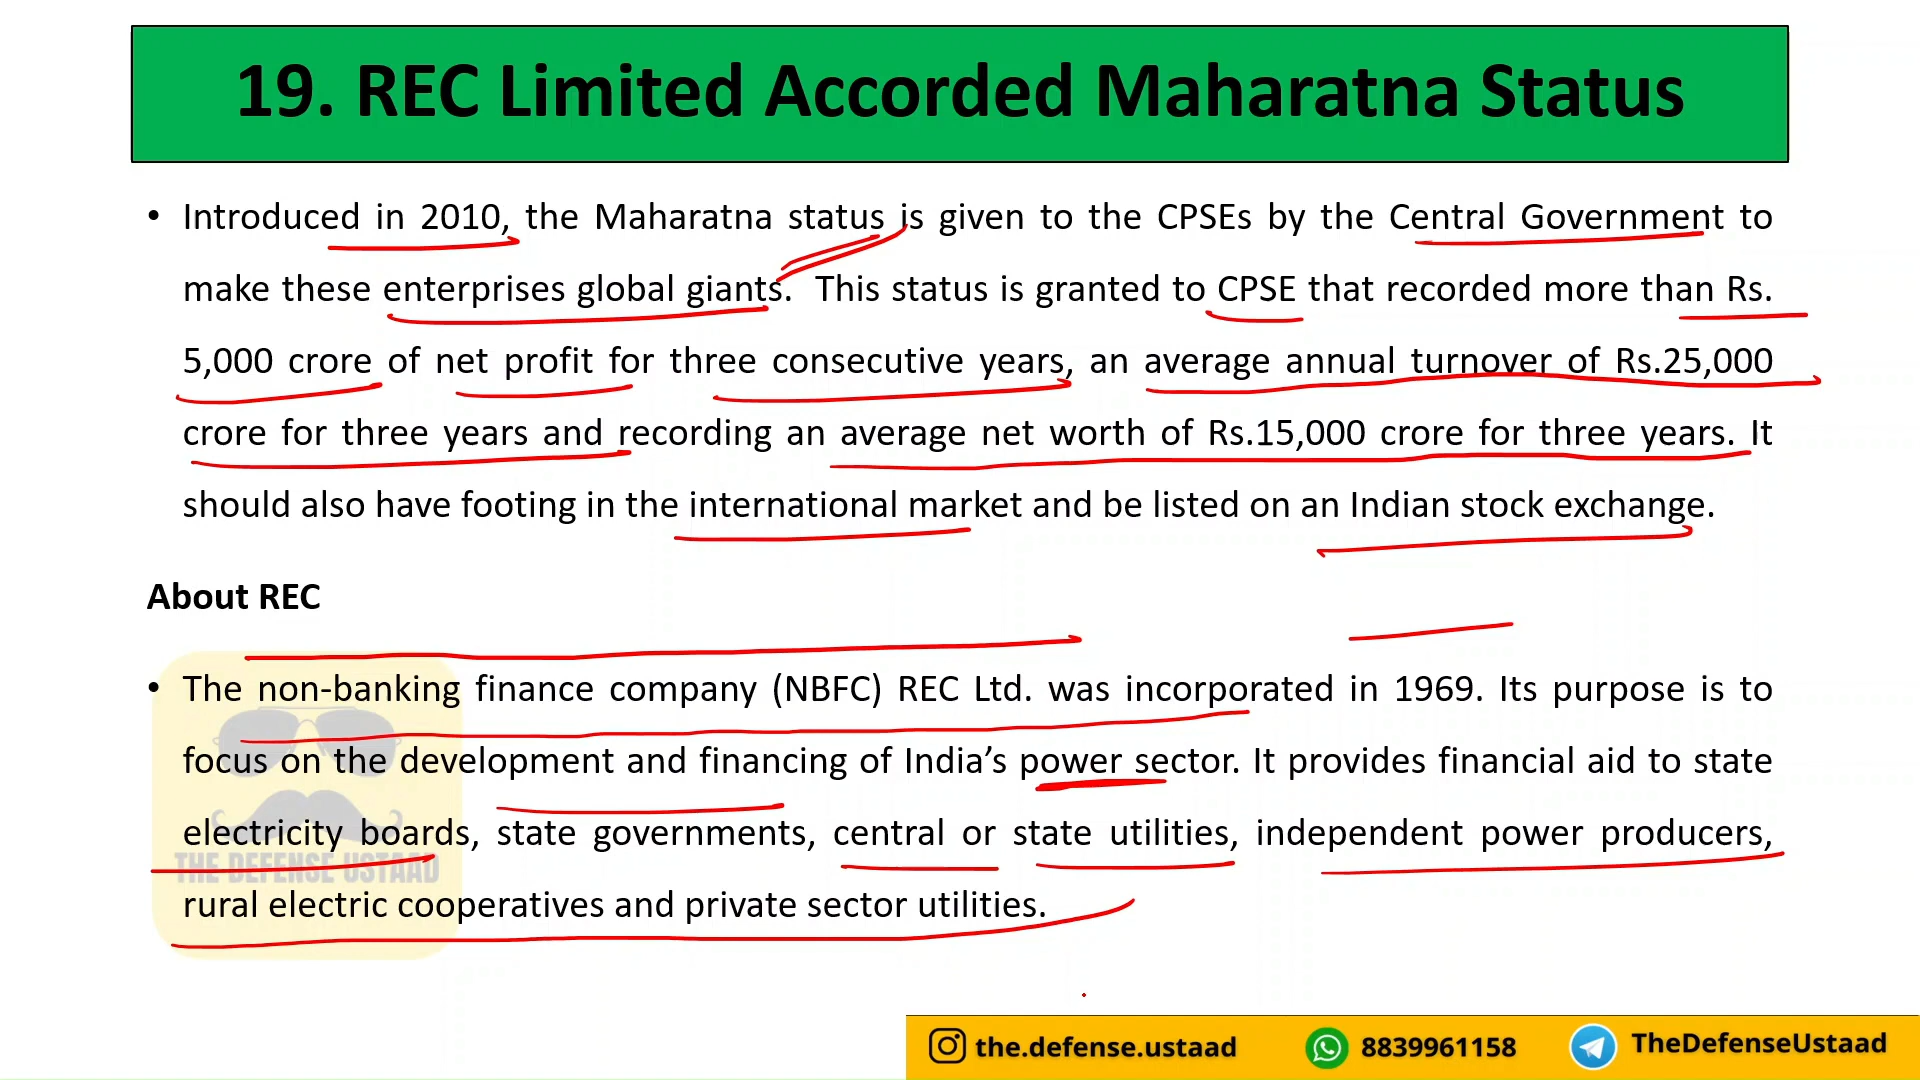 19. REC Limited Accorded Maharatna Status
• Introduced in 2010, the Maharatna status is given to the CPSEs by the Central Government to
make these enterprises global giants. This status is granted to CPSE that recorded more than Rs.
5,000 crore of net profit for three consecutive years, an average annual turnover of Rs.25,000
crore for three years and recording an average net worth of Rs.15,000 crore for three years. It
should also have footing in the international market and be listed on an Indian stock exchange.
About REC
• The non-banking finance company (NBFC) REC Ltd. was incorporated in 1969. Its purpose is to
focus on the development and financing of India’s power sector. It provides financial aid to state
electricity boards, state governments, central or state utilities, independent power producers,
THE DEFENSE USTAAD
rural electric cooperatives and private sector utilities.
the.defense.ustaad 8839961158 TheDefenseUstaad